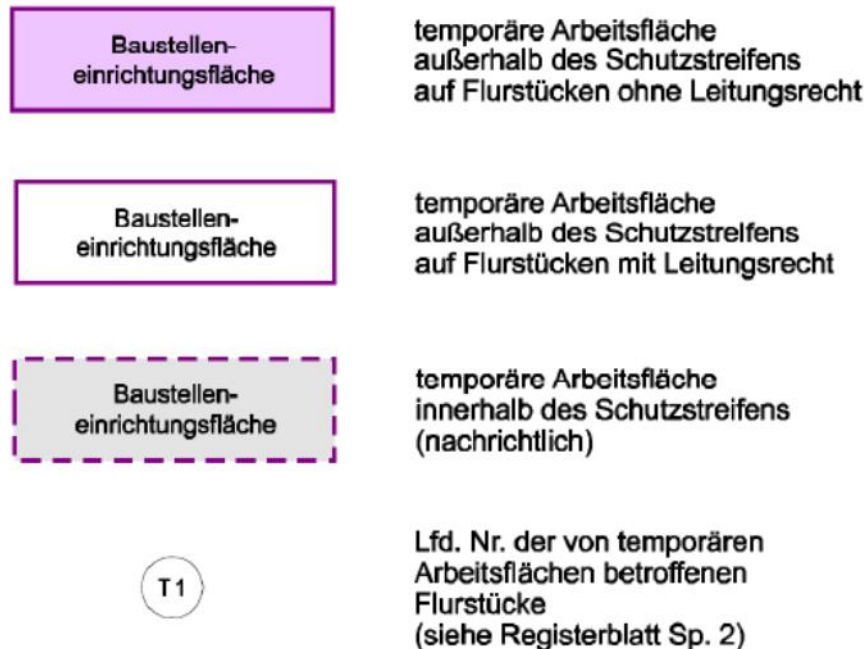 Baustellen-
einrichtungsfläche
temporäre Arbeitsfläche
außerhalb des Schutzstreifens
auf Flurstücken ohne Leitungsrecht
Baustellen-
einrichtungsfläche
temporäre Arbeitsfläche
außerhalb des Schutzstreifens
auf Flurstücken mit Leitungsrecht
Baustellen-
einrichtungsfläche
temporäre Arbeitsfläche
innerhalb des Schutzstreifens
(nachrichtlich)
T1
Lfd. Nr. der von temporären
Arbeitsflächen betroffenen
Flurstücke
(siehe Registerblatt Sp. 2)